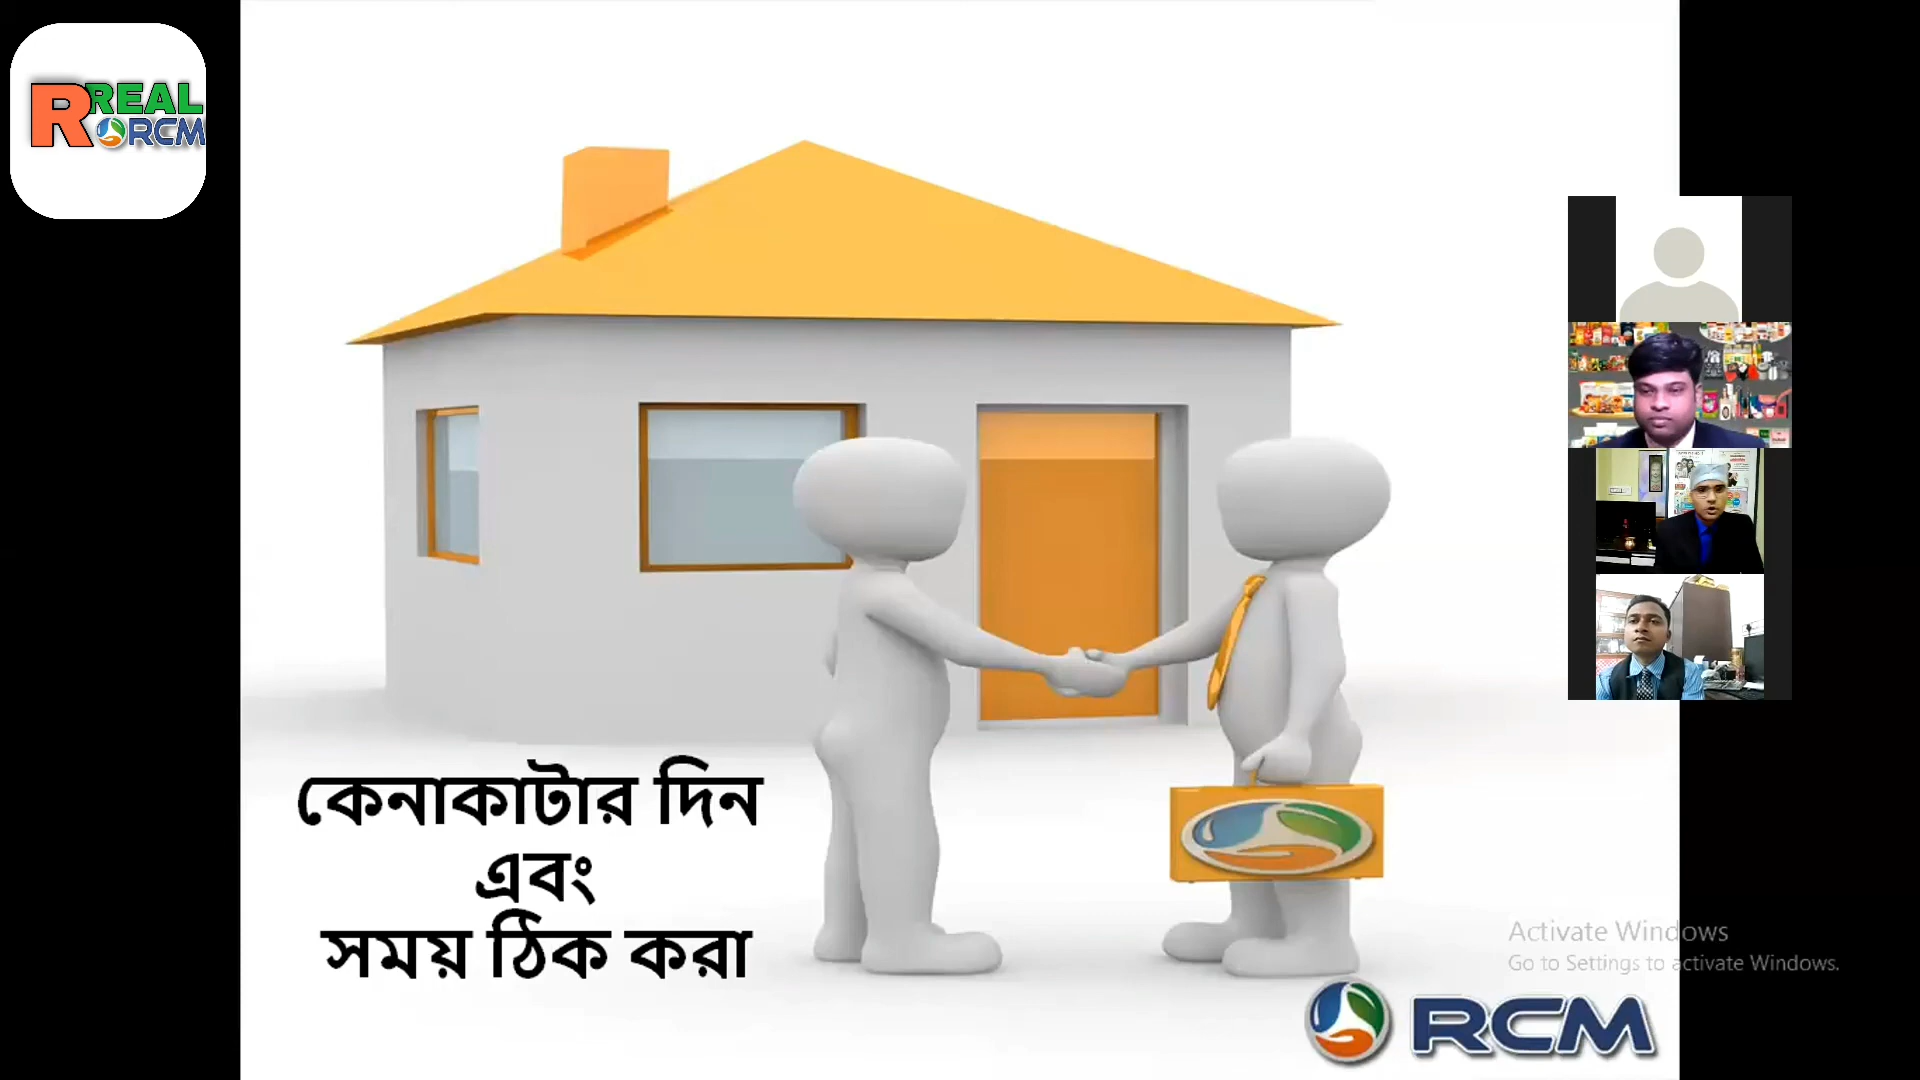 R REAL
RCM
কেনাকাটার দিন
এবং
সময় ঠিক করা
Activate Windows
Go to Settings to activate Windows.
RCM